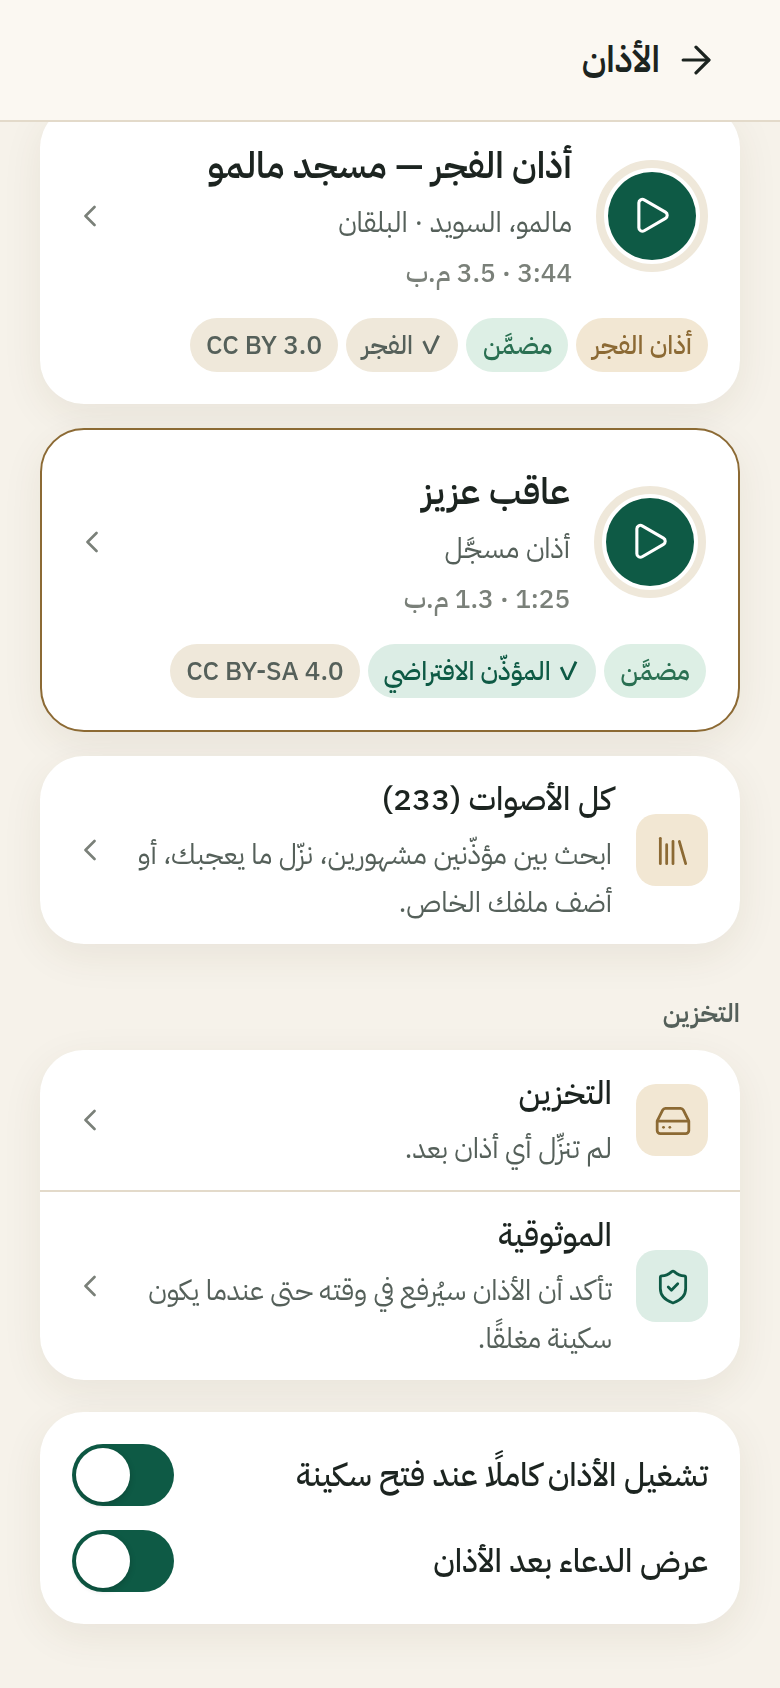 الأذان
أذان الفجر — مسجد مالمو
مالمو، السويد · البلقان
3:44 · 3.5 م.ب
أذان الفجر
مضمَّن
✓ الفجر
CC BY 3.0
عاقب عزيز
أذان مسجَّل
1:25 · 1.3 م.ب
مضمَّن
✓ المؤذّن الافتراضي
CC BY-SA 4.0
كل الأصوات (233)
ابحث بين مؤذّنين مشهورين، نزّل ما يعجبك، أو
أضف ملفك الخاص.
التخزين
التخزين
لم تنزِّل أي أذان بعد.
الموثوقية
تأكد أن الأذان سيُرفع في وقته حتى عندما يكون
سكينة مغلقًا.
تشغيل الأذان كاملًا عند فتح سكينة
عرض الدعاء بعد الأذان